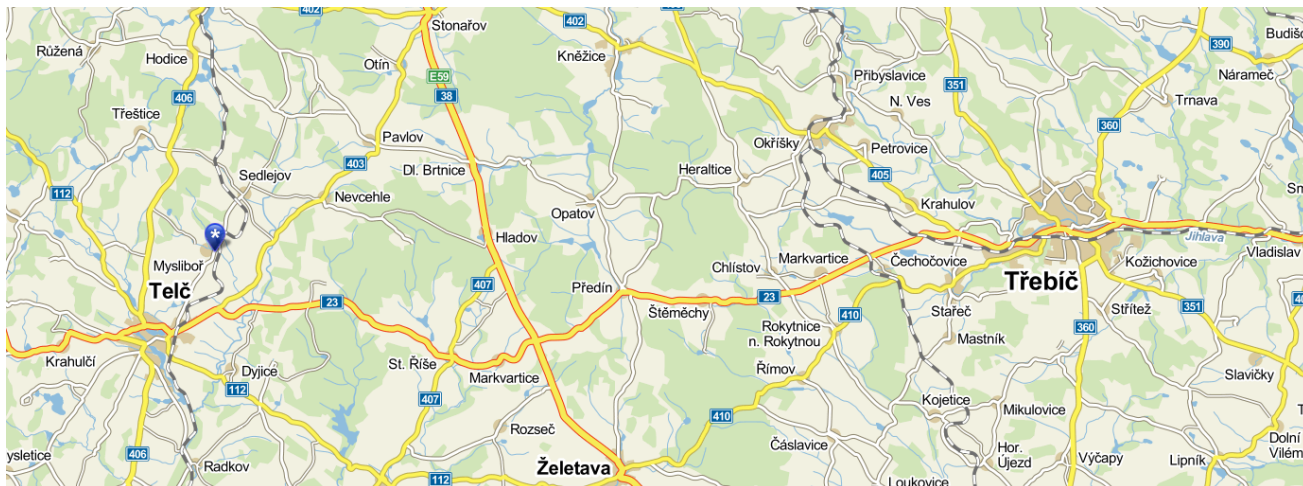 402
Stonařov
402
Růžená
Hodice
Otín
Kněžice
390
Budišo
E59
38
406
Přibyslavice
351
Nárameč
N. Ves
Trnava
Třeštice
Pavlov
Okříšky
360
403
Dl. Brtnice
Heraltice
Petrovice
Sedlejov
405
112
Nevcehle
Opatov
Krahulov
Hladov
Jihlava
*
Mysliboř
Chlístov
Markvartice
Čechočovice
Vladislav
Telč
407
Předín
Třebíč
Kožichovice
23
Štěměchy
23
410
Stařeč
Střítež
351
Rokytnice
n. Rokytnou
Mastník
360
Krahulčí
St. Říše
Římov
Dyjice
Markvartice
Slavičky
112
407
410
Kojetice
Mikulovice
Rozseč
Čáslavice
Dolní
Vilém
406
Radkov
Želetava
Hor.
Újezd
Výčapy
Lipník
112
Loukovice